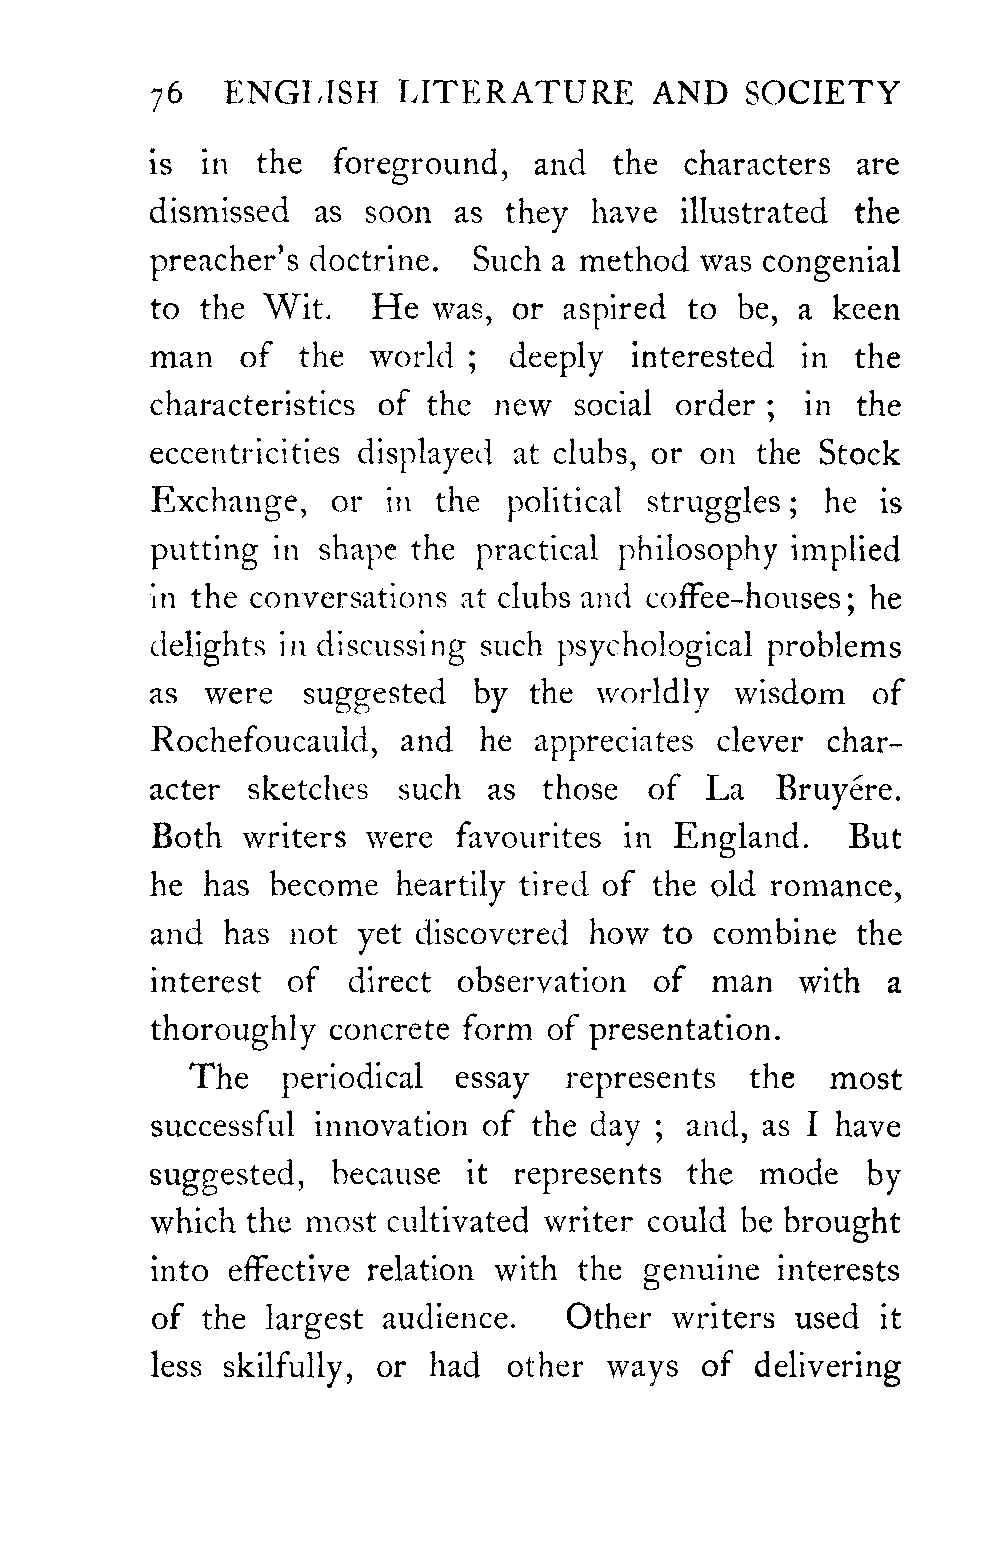 76 ENGLISH LITERATURE AND SOCIETY
is in the foreground, and the characters are
dismissed as soon as they have illustrated the
preacher's doctrine. Such a method was congenial
to the Wit. He was, or aspired to be, a keen
man of the world ; deeply interested in the
characteristics of the new social order ; in the
eccentricities displayed at clubs, or on the Stock
Exchange, or in the political struggles ; he is
putting in shape the practical philosophy implied
in the conversations at clubs and coffee-houses ; he
delights in discussing such psychological problems
as were suggested by the worldly wisdom of
Rochefoucauld, and he appreciates clever char-
acter sketches such as those of La Bruyére.
Both writers were favourites in England. But
he has become heartily tired of the old romance,
and has not yet discovered how to combine the
interest of direct observation of man with a
thoroughly concrete form of presentation.
The periodical essay represents the most
successful innovation of the day ; and, as I have
suggested, because it represents the mode by
which the most cultivated writer could be brought
into effective relation with the genuine interests
of the largest audience. Other writers used it
less skilfully, or had other ways of delivering